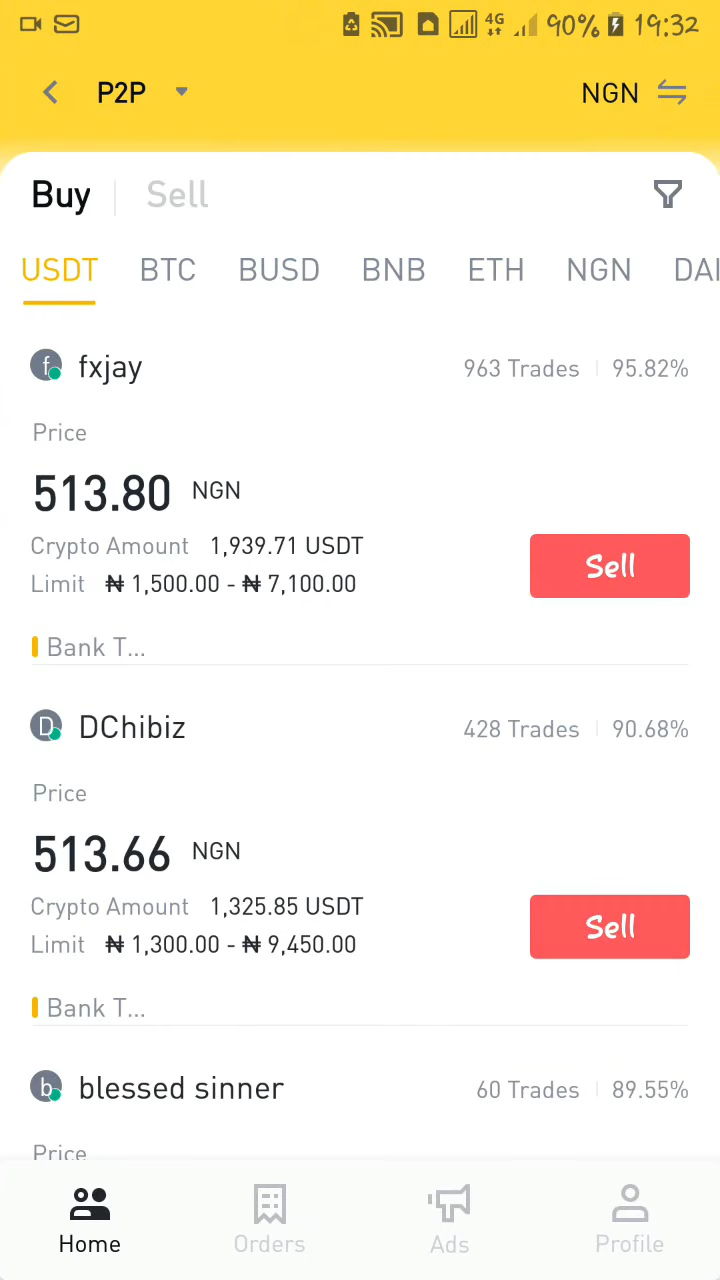 4G 90% 19:32
P2P NGN
Buy Sell
USDT BTC BUSD BNB ETH NGN DAI
f fxjay 963 Trades 95.82%
Price
513.80 NGN
Crypto Amount 1,939.71 USDT
Sell
Limit ₦ 1,500.00 - ₦ 7,100.00
Bank T...
D DChibiz 428 Trades 90.68%
Price
513.66 NGN
Crypto Amount 1,325.85 USDT
Sell
Limit ₦ 1,300.00 - ₦ 9,450.00
Bank T...
b blessed sinner 60 Trades 89.55%
Price
Home Orders Ads Profile